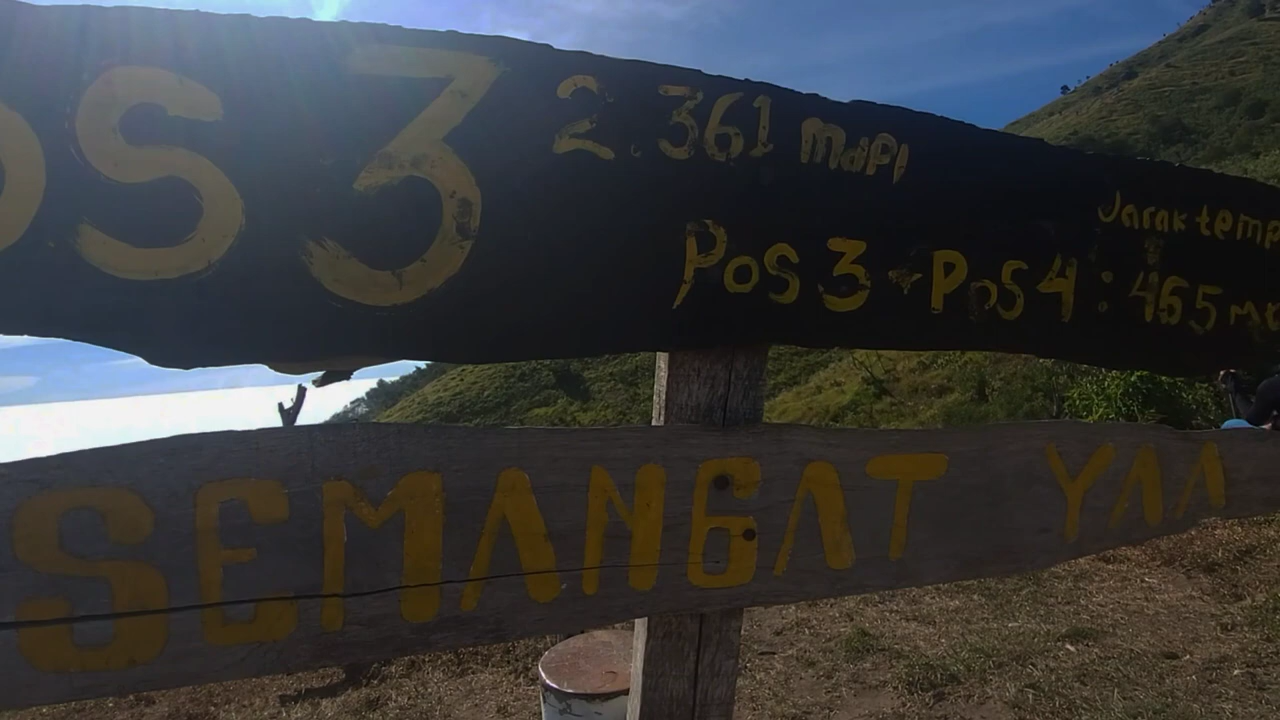 OS 3
2.361 mdpl
Jarak temp
Pos 3 - Pos 4 : 465 m
SEMANGAT YAA